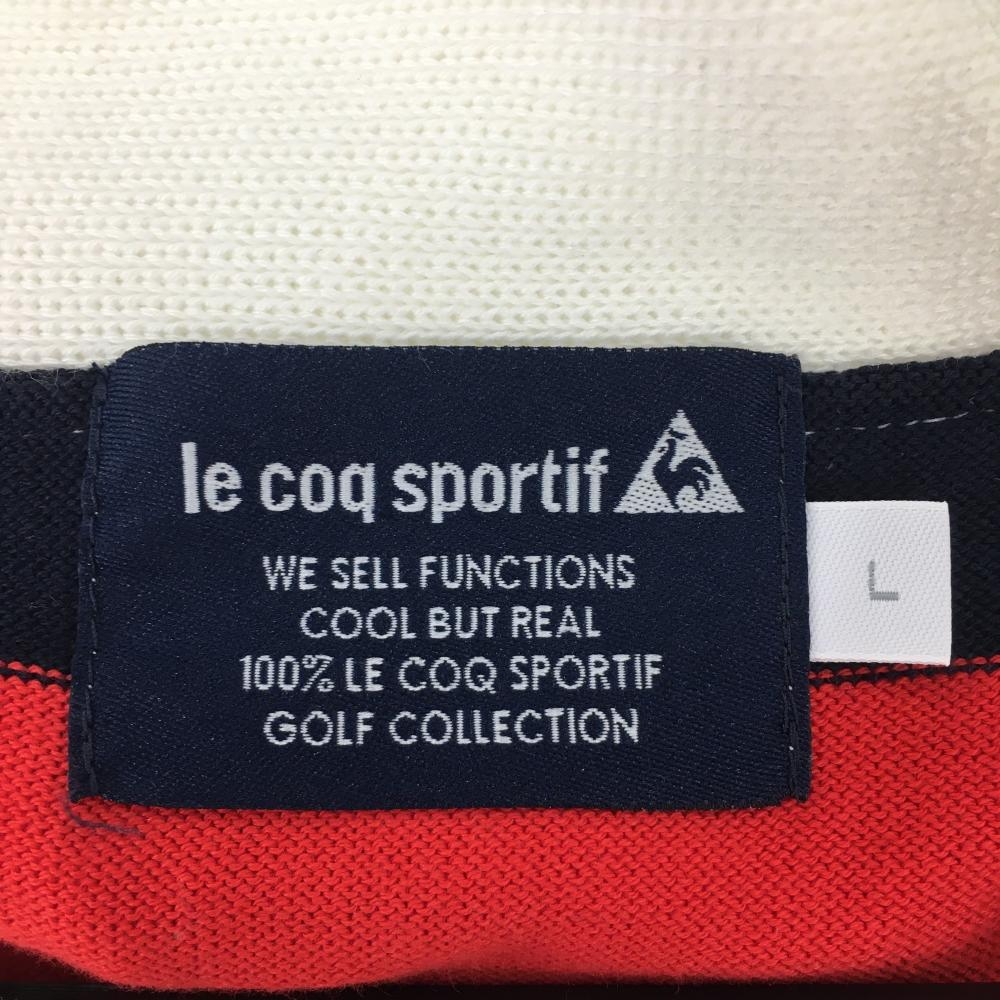 le coq sportif
WE SELL FUNCTIONS
COOL BUT REAL
100% LE COQ SPORTIF
GOLF COLLECTION
L